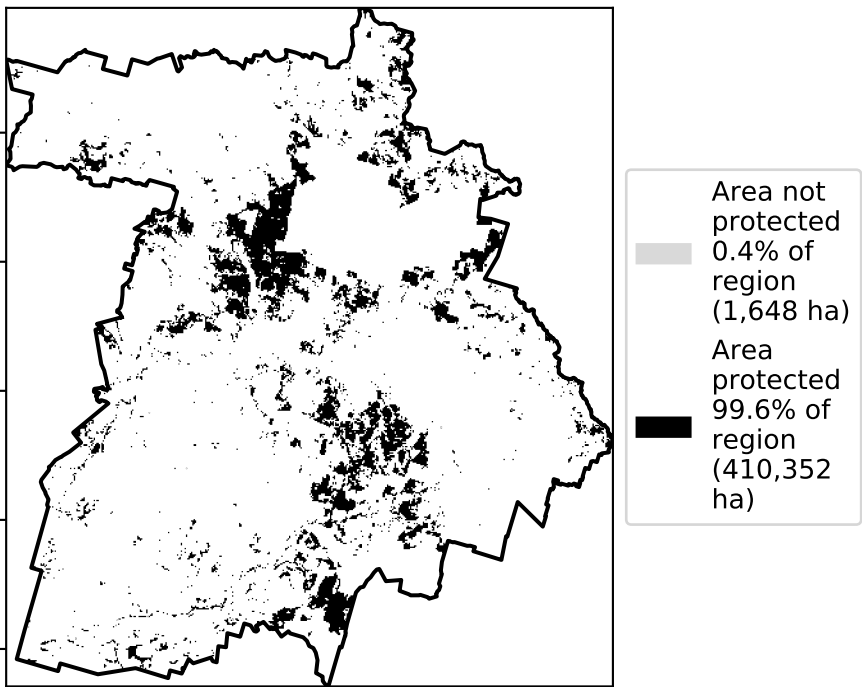 Area not
protected
0.4% of
region
(1,648 ha)
Area
protected
99.6% of
region
(410,352
ha)